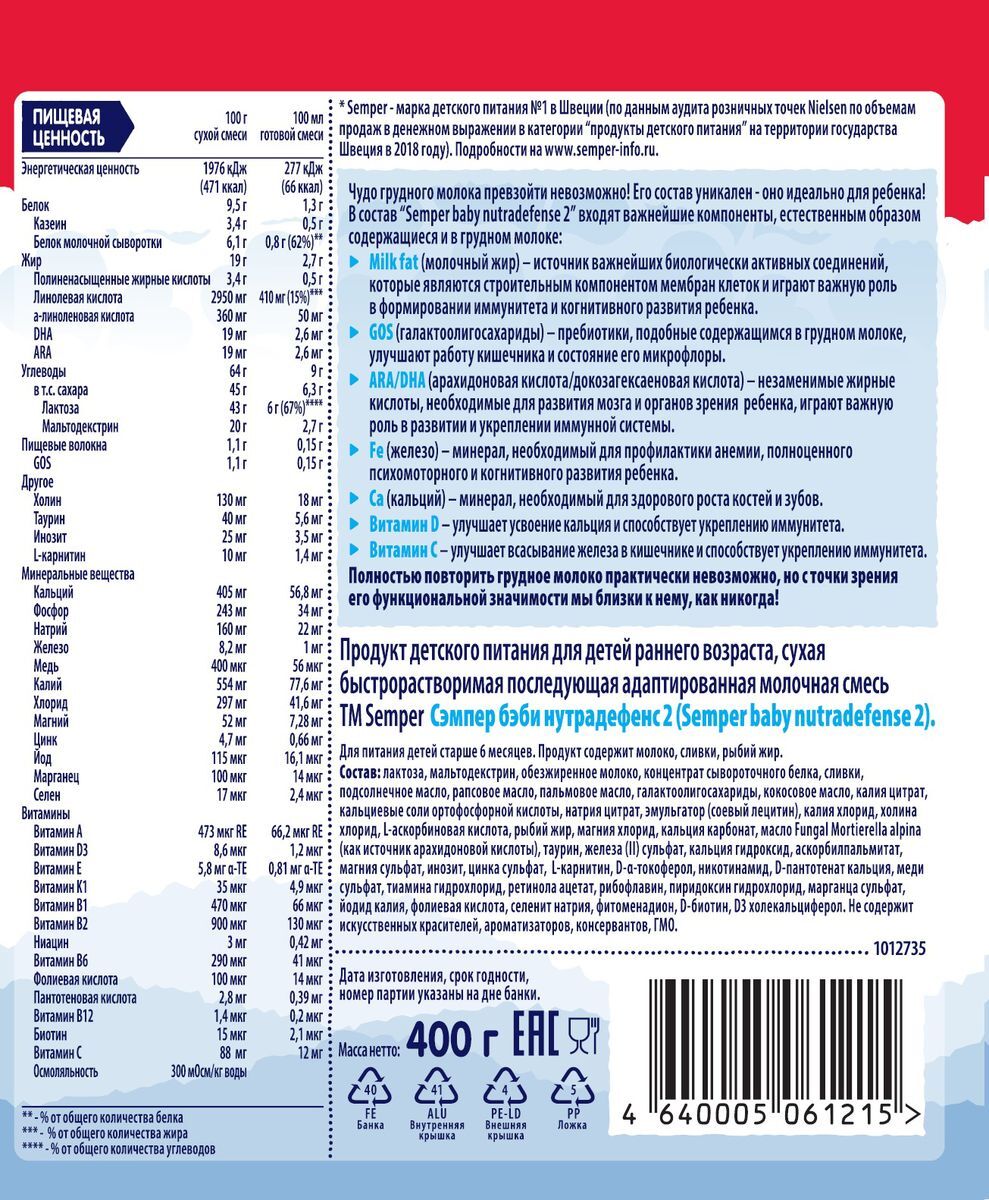 ПИЩЕВАЯ
ЦЕННОСТЬ
100 г
сухой смеси
100 мл
готовой смеси
Энергетическая ценность 1976 кДж 277 кДж
(471 ккал) (66 ккал)
Белок 9,5 г 1,3 г
Казеин 3,4 г 0,5 г
Белок молочной сыворотки 6,1 г 0,8 г (62%)**
Жир 19 г 2,7 г
Полиненасыщенные жирные кислоты 3,4 г 0,5 г
Линолевая кислота 2950 мг 410 мг (15%)***
a-линоленовая кислота 360 мг 50 мг
DHA 19 мг 2,6 мг
ARA 19 мг 2,6 мг
Углеводы 64 г 9 г
в т.с. сахара 45 г 6,3 г
Лактоза 43 г 6 г (67%)****
Мальтодекстрин 20 г 2,7 г
Пищевые волокна 1,1 г 0,15 г
GOS 1,1 г 0,15 г
Другое
Холин 130 мг 18 мг
Таурин 40 мг 5,6 мг
Инозит 25 мг 3,5 мг
L-карнитин 10 мг 1,4 мг
Минеральные вещества
Кальций 405 мг 56,8 мг
Фосфор 243 мг 34 мг
Натрий 160 мг 22 мг
Железо 8,2 мг 1 мг
Медь 400 мкг 56 мкг
Калий 554 мг 77,6 мг
Хлорид 297 мг 41,6 мг
Магний 52 мг 7,28 мг
Цинк 4,7 мг 0,66 мг
Йод 115 мкг 16,1 мкг
Марганец 100 мкг 14 мкг
Селен 17 мкг 2,4 мкг
Витамины
Витамин A 473 мкг RE 66,2 мкг RE
Витамин D3 8,6 мкг 1,2 мкг
Витамин E 5,8 мг α-TE 0,81 мг α-TE
Витамин K1 35 мкг 4,9 мкг
Витамин B1 470 мкг 66 мкг
Витамин B2 900 мкг 130 мкг
Ниацин 3 мг 0,42 мг
Витамин B6 290 мкг 41 мкг
Фолиевая кислота 100 мкг 14 мкг
Пантотеновая кислота 2,8 мг 0,39 мг
Витамин B12 1,4 мкг 0,2 мкг
Биотин 15 мкг 2,1 мкг
Витамин C 88 мг 12 мг
Осмоляльность 300 мОсм/кг воды
** - % от общего количества белка
*** - % от общего количества жира
**** - % от общего количества углеводов
* Semper - марка детского питания №1 в Швеции (по данным аудита розничных точек Nielsen по объемам
продаж в денежном выражении в категории “продукты детского питания” на территории государства
Швеция в 2018 году). Подробности на www.semper-info.ru.
Чудо грудного молока превзойти невозможно! Его состав уникален - оно идеально для ребенка!
В состав “Semper baby nutradefense 2” входят важнейшие компоненты, естественным образом
содержащиеся и в грудном молоке:
Milk fat (молочный жир) – источник важнейших биологически активных соединений,
которые являются строительным компонентом мембран клеток и играют важную роль
в формировании иммунитета и когнитивного развития ребенка.
GOS (галактоолигосахариды) – пребиотики, подобные содержащимся в грудном молоке,
улучшают работу кишечника и состояние его микрофлоры.
ARA/DHA (арахидоновая кислота/докозагексаеновая кислота) – незаменимые жирные
кислоты, необходимые для развития мозга и органов зрения ребенка, играют важную
роль в развитии и укреплении иммунной системы.
Fe (железо) – минерал, необходимый для профилактики анемии, полноценного
психомоторного и когнитивного развития ребенка.
Ca (кальций) – минерал, необходимый для здорового роста костей и зубов.
Витамин D – улучшает усвоение кальция и способствует укреплению иммунитета.
Витамин C – улучшает всасывание железа в кишечнике и способствует укреплению иммунитета.
Полностью повторить грудное молоко практически невозможно, но с точки зрения
его функциональной значимости мы близки к нему, как никогда!
Продукт детского питания для детей раннего возраста, сухая
быстрорастворимая последующая адаптированная молочная смесь
ТМ Semper Сэмпер бэби нутрадефенс 2 (Semper baby nutradefense 2).
Для питания детей старше 6 месяцев. Продукт содержит молоко, сливки, рыбий жир.
Состав: лактоза, мальтодекстрин, обезжиренное молоко, концентрат сывороточного белка, сливки,
подсолнечное масло, рапсовое масло, пальмовое масло, галактоолигосахариды, кокосовое масло, калия цитрат,
кальциевые соли ортофосфорной кислоты, натрия цитрат, эмульгатор (соевый лецитин), калия хлорид, холина
хлорид, L-аскорбиновая кислота, рыбий жир, магния хлорид, кальция карбонат, масло Fungal Mortierella alpina
(как источник арахидоновой кислоты), таурин, железа (II) сульфат, кальция гидроксид, аскорбилпальмитат,
магния сульфат, инозит, цинка сульфат, L-карнитин, D-α-токоферол, никотинамид, D-пантотенат кальция, меди
сульфат, тиамина гидрохлорид, ретинола ацетат, рибофлавин, пиридоксин гидрохлорид, марганца сульфат,
йодид калия, фолиевая кислота, селенит натрия, фитоменадион, D-биотин, D3 холекальциферол. Не содержит
искусственных красителей, ароматизаторов, консервантов, ГМО.
1012735
Дата изготовления, срок годности,
номер партии указаны на дне банки.
Масса нетто: 400 г EAC
40 41 4 5
FE ALU PE-LD PP
Банка Внутренняя Внешняя Ложка
крышка крышка
4 640005 061215 >